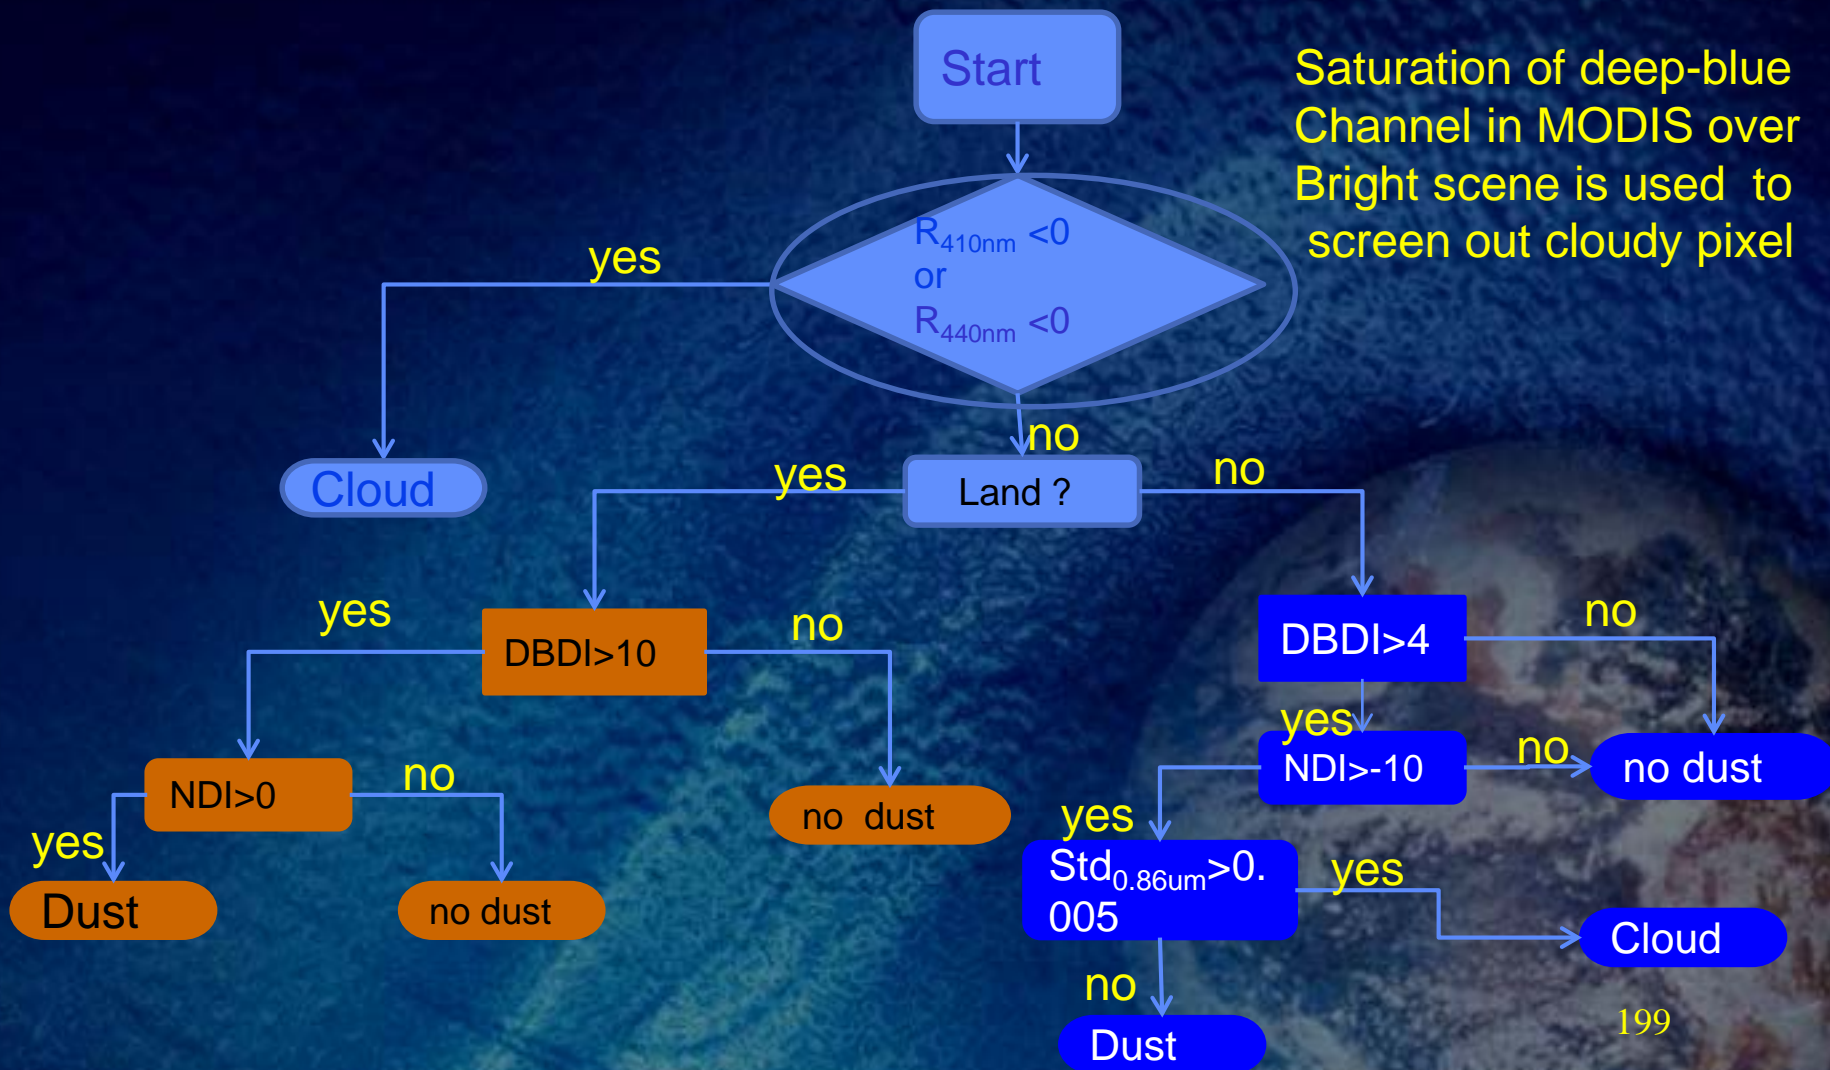 Start
Saturation of deep-blue
Channel in MODIS over
Bright scene is used to
screen out cloudy pixel
R410nm <0
or
R440nm <0
yes
no
Cloud
Land ?
yes
no
DBDI>10
yes
no
DBDI>4
no
yes
NDI>0
no
yes
no dust
NDI>-10
no
no dust
yes
Dust
no dust
Std0.86um>0.
005
yes
Cloud
no
Dust
199